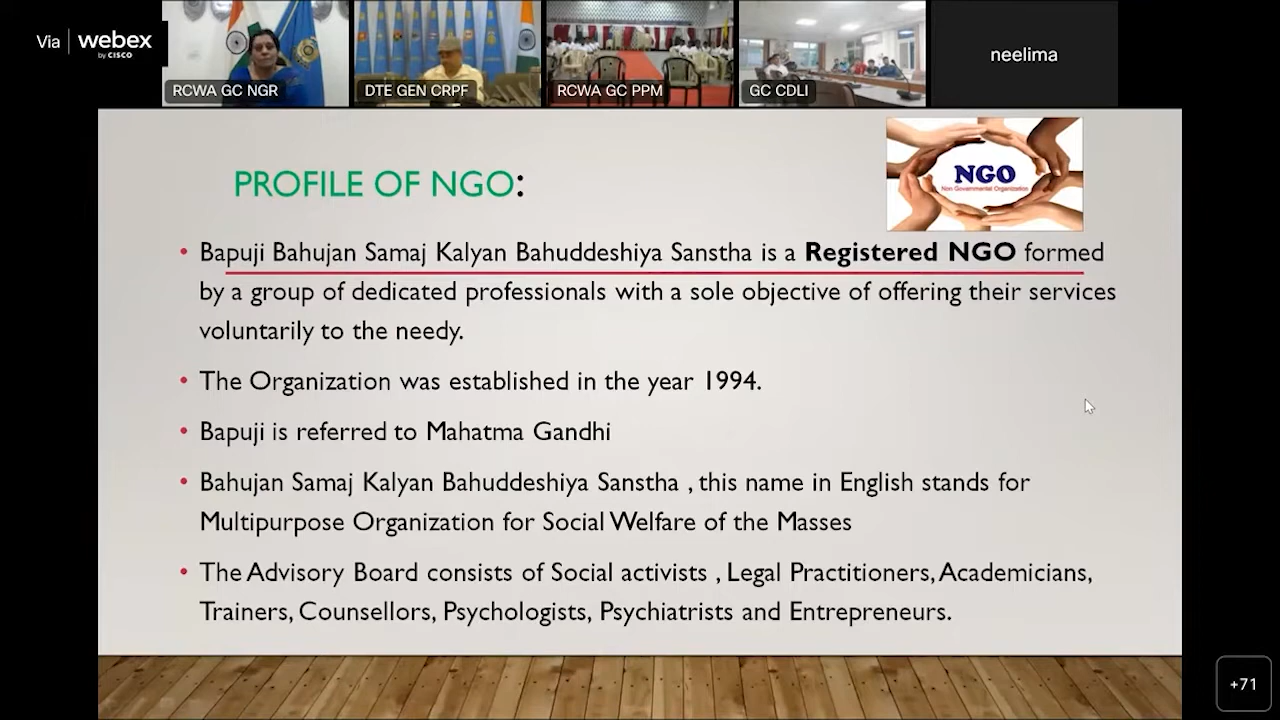 Via webex
by CISCO
RCWA GC NGR
DTE GEN CRPF
RCWA GC PPM
GC CDLI
neelima
NGO
Non Governmental Organization
PROFILE OF NGO:
• Bapuji Bahujan Samaj Kalyan Bahuddeshiya Sanstha is a Registered NGO formed
by a group of dedicated professionals with a sole objective of offering their services
voluntarily to the needy.
• The Organization was established in the year 1994.
• Bapuji is referred to Mahatma Gandhi
• Bahujan Samaj Kalyan Bahuddeshiya Sanstha , this name in English stands for
Multipurpose Organization for Social Welfare of the Masses
• The Advisory Board consists of Social activists , Legal Practitioners, Academicians,
Trainers, Counsellors, Psychologists, Psychiatrists and Entrepreneurs.
+71